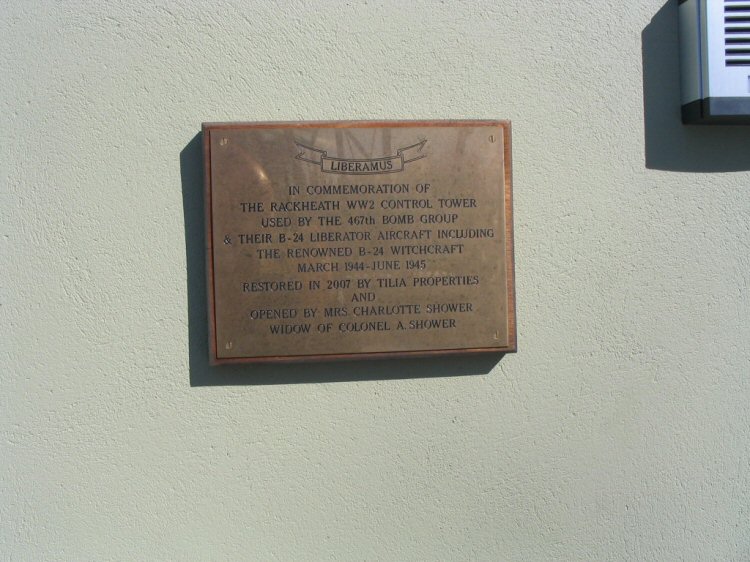 LIBERAMUS
IN COMMEMORATION OF
THE RACKHEATH WW2 CONTROL TOWER
USED BY THE 467th BOMB GROUP
& THEIR B-24 LIBERATOR AIRCRAFT INCLUDING
THE RENOWNED B-24 WITCHCRAFT
MARCH 1944-JUNE 1945
RESTORED IN 2007 BY TILIA PROPERTIES
AND
OPENED BY MRS CHARLOTTE SHOWER
WIDOW OF COLONEL A. SHOWER